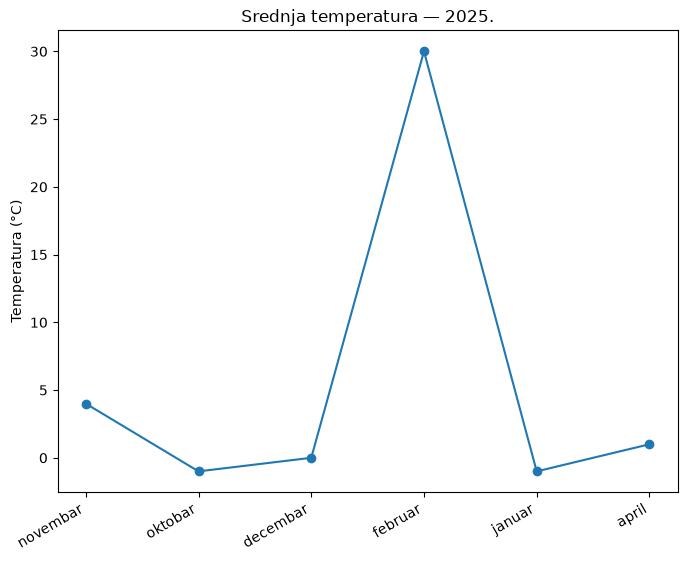 Srednja temperatura — 2025.
Temperatura (°C)
30
25
20
15
10
5
0
novembar
oktobar
decembar
februar
januar
april